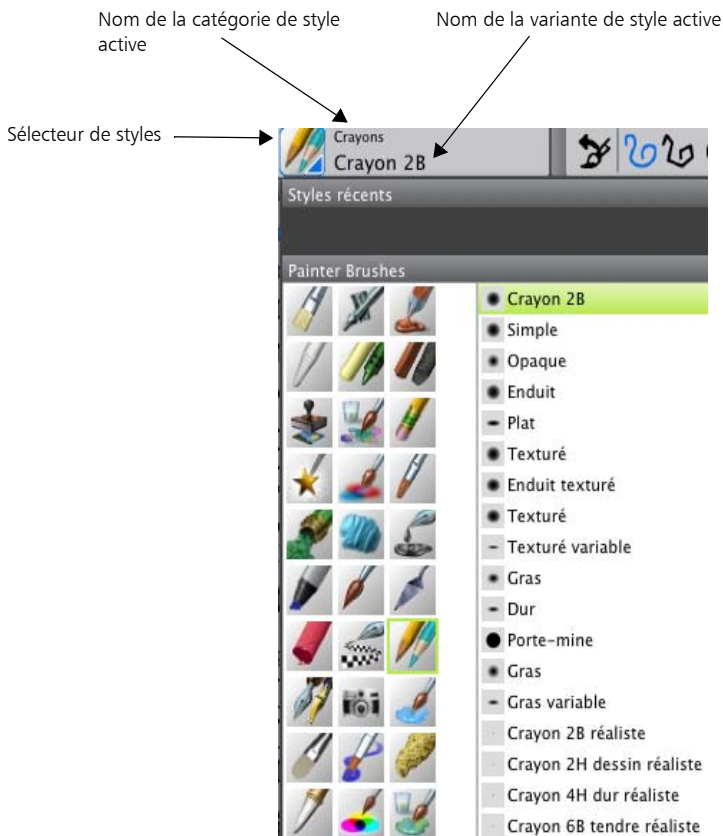 Nom de la catégorie de style
active
Nom de la variante de style active
Sélecteur de styles
Crayons
Crayon 2B
Styles récents
Painter Brushes
Crayon 2B
Simple
Opaque
Enduit
Plat
Texturé
Enduit texturé
Texturé
Texturé variable
Gras
Dur
Porte-mine
Gras
Gras variable
Crayon 2B réaliste
Crayon 2H dessin réaliste
Crayon 4H dur réaliste
Crayon 6B tendre réaliste